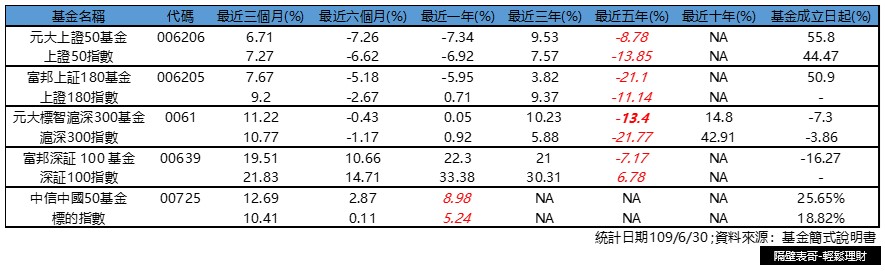 基金名稱 代碼 最近三個月(%) 最近六個月(%) 最近一年(%) 最近三年(%) 最近五年(%) 最近十年(%) 基金成立日起(%)
元大上證50基金 006206 6.71 -7.26 -7.34 9.53 -8.78 NA 55.8
上證50指數 7.27 -6.62 -6.92 7.57 -13.85 NA 44.47
富邦上証180基金 006205 7.67 -5.18 -5.95 3.82 -21.1 NA 50.9
上證180指數 9.2 -2.67 0.71 9.37 -11.14 NA -
元大標智滬深300基金 0061 11.22 -0.43 0.05 10.23 -13.4 14.8 -7.3
滬深300指數 10.77 -1.17 0.92 5.88 -21.77 42.91 -3.86
富邦深証 100 基金 00639 19.51 10.66 22.3 21 -7.17 NA -16.27
深証100指數 21.83 14.71 33.38 30.31 6.78 NA -
中信中國50基金 00725 12.69 2.87 8.98 NA NA NA 25.65%
標的指數 10.41 0.11 5.24 NA NA NA 18.82%
統計日期109/6/30 ;資料來源：基金簡式說明書
隔壁表哥-輕鬆理財